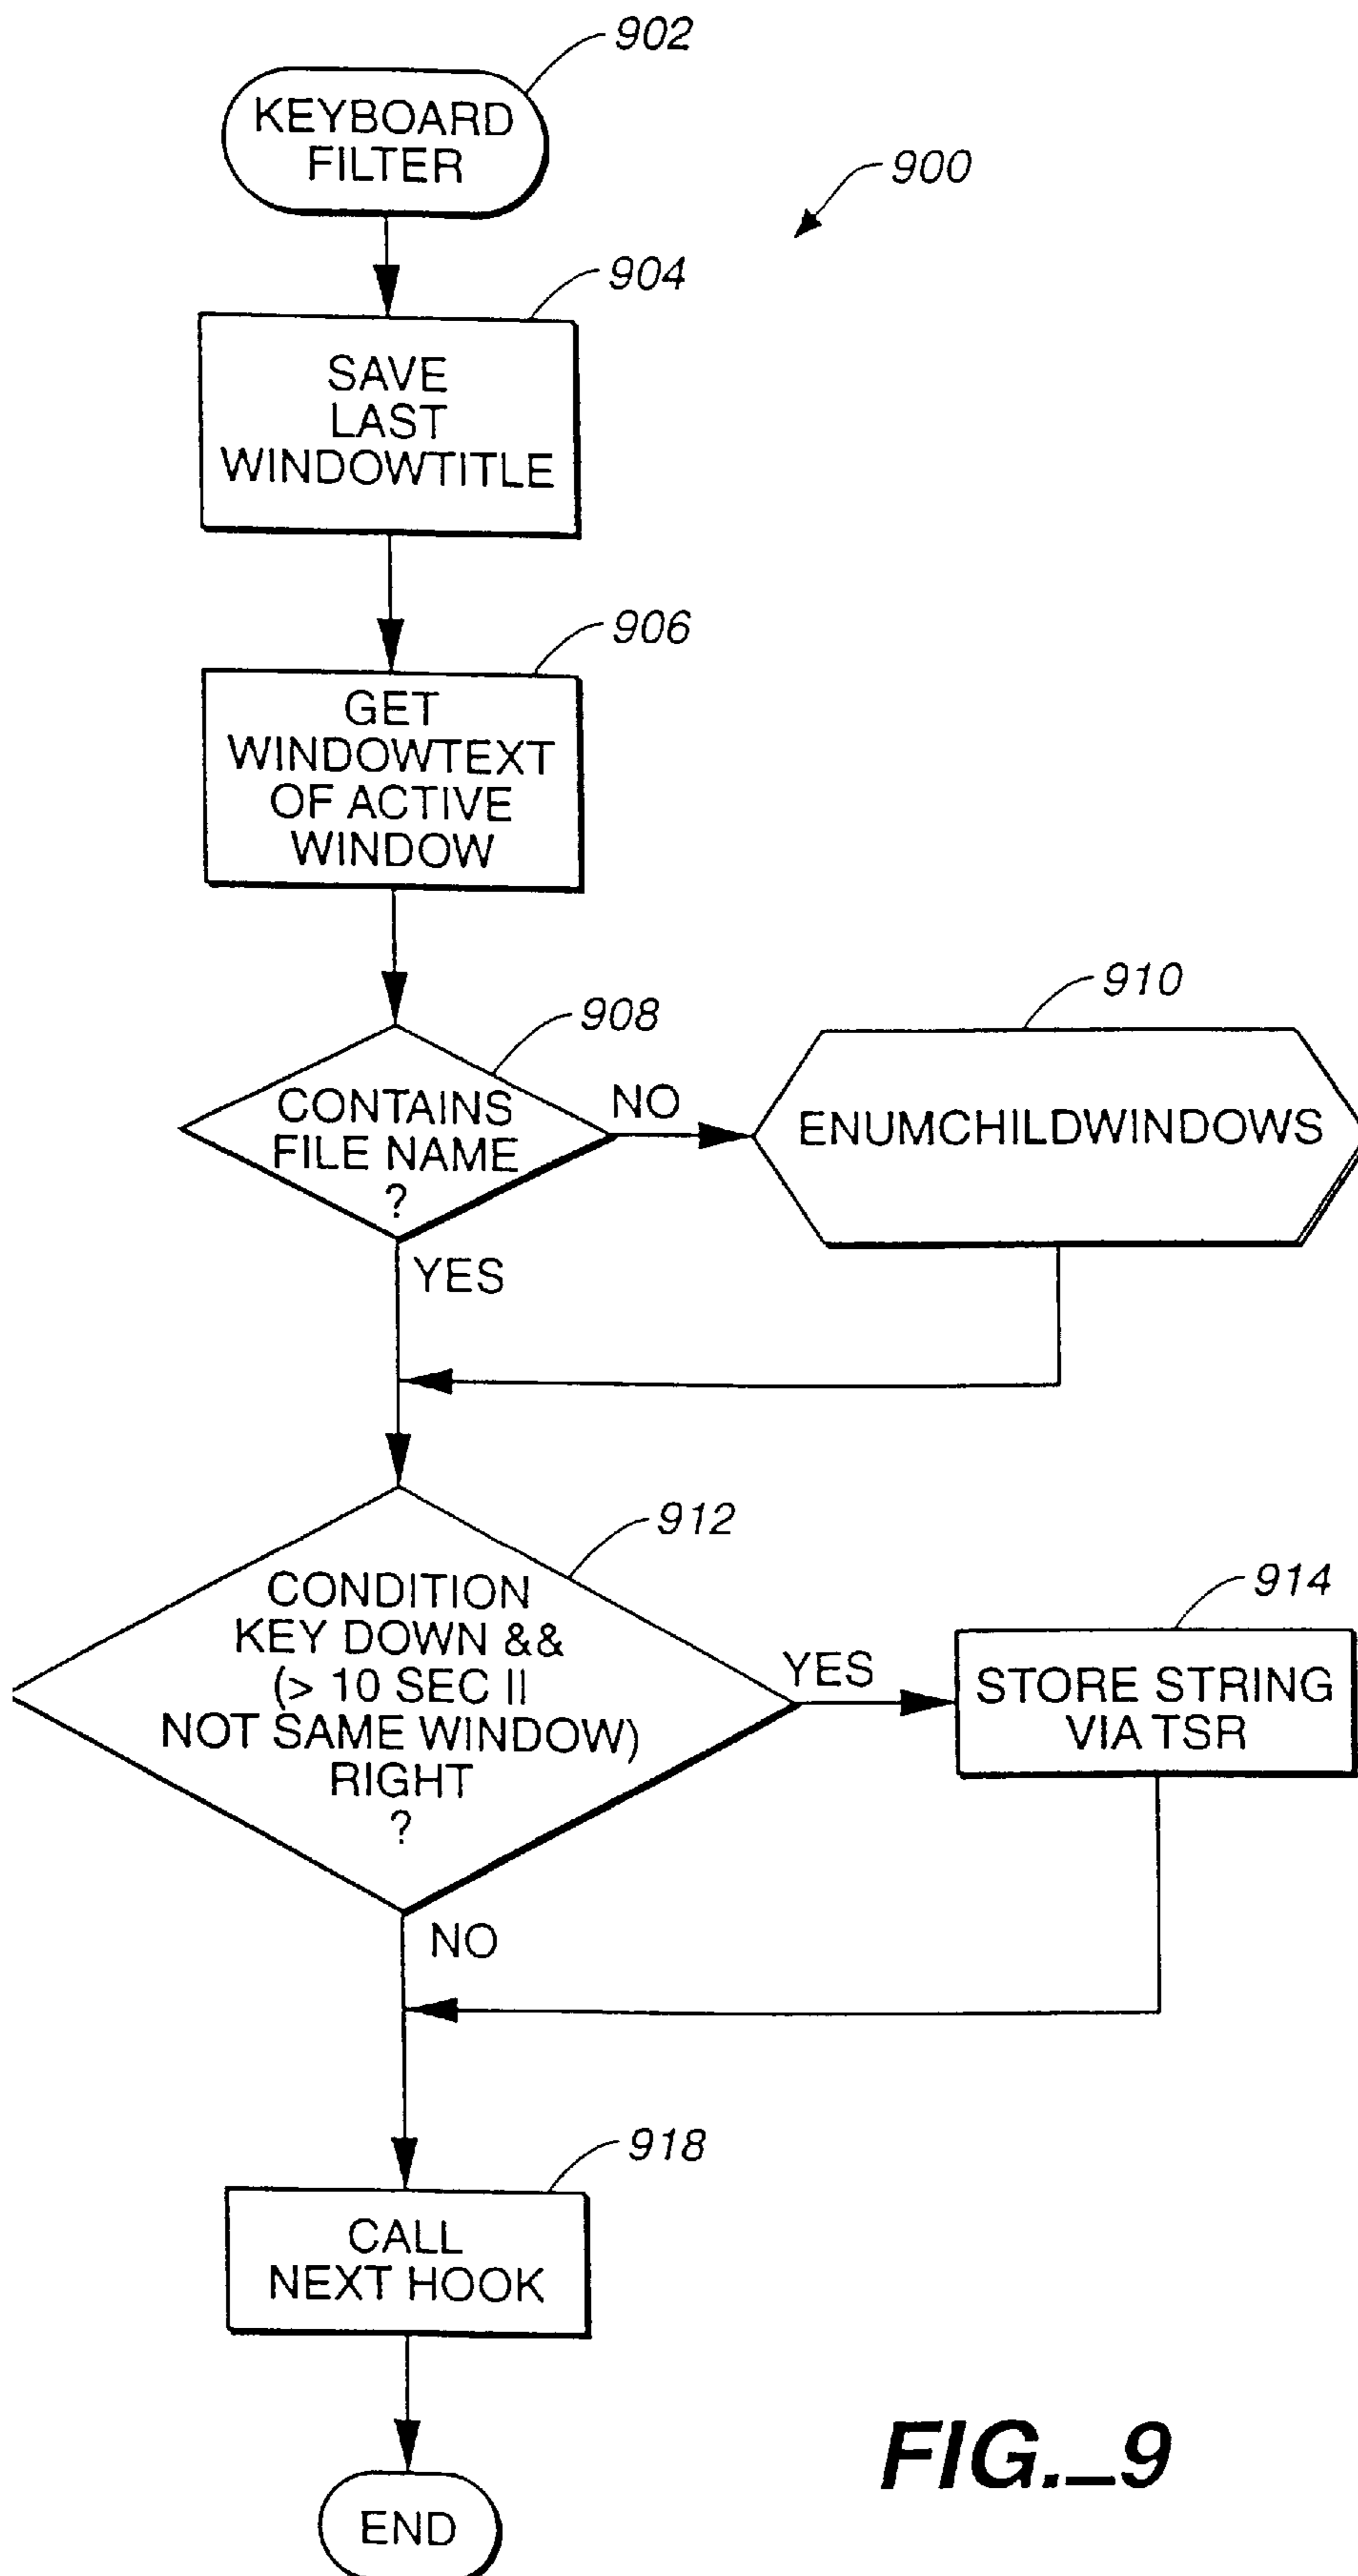 902
KEYBOARD
FILTER
900
904
SAVE
LAST
WINDOWTITLE
906
GET
WINDOWTEXT
OF ACTIVE
WINDOW
908
CONTAINS
FILE NAME
?
NO
910
ENUMCHILDWINDOWS
YES
912
CONDITION
KEY DOWN &&
(> 10 SEC ||
NOT SAME WINDOW)
RIGHT
?
YES
914
STORE STRING
VIA TSR
NO
918
CALL
NEXT HOOK
END
FIG._9